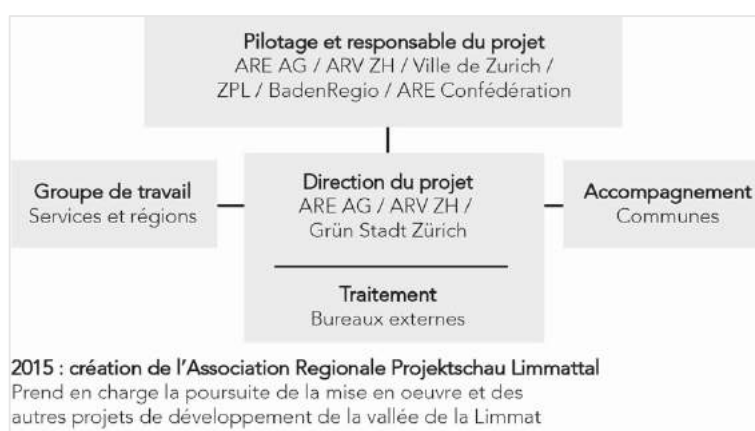 Pilotage et responsable du projet
ARE AG / ARV ZH / Ville de Zurich /
ZPL / BadenRegio / ARE Confédération
Groupe de travail
Services et régions
Direction du projet
ARE AG / ARV ZH /
Grün Stadt Zürich
Accompagnement
Communes
Traitement
Bureaux externes
2015 : création de l'Association Regionale Projektschau Limmattal
Prend en charge la poursuite de la mise en oeuvre et des
autres projets de développement de la vallée de la Limmat